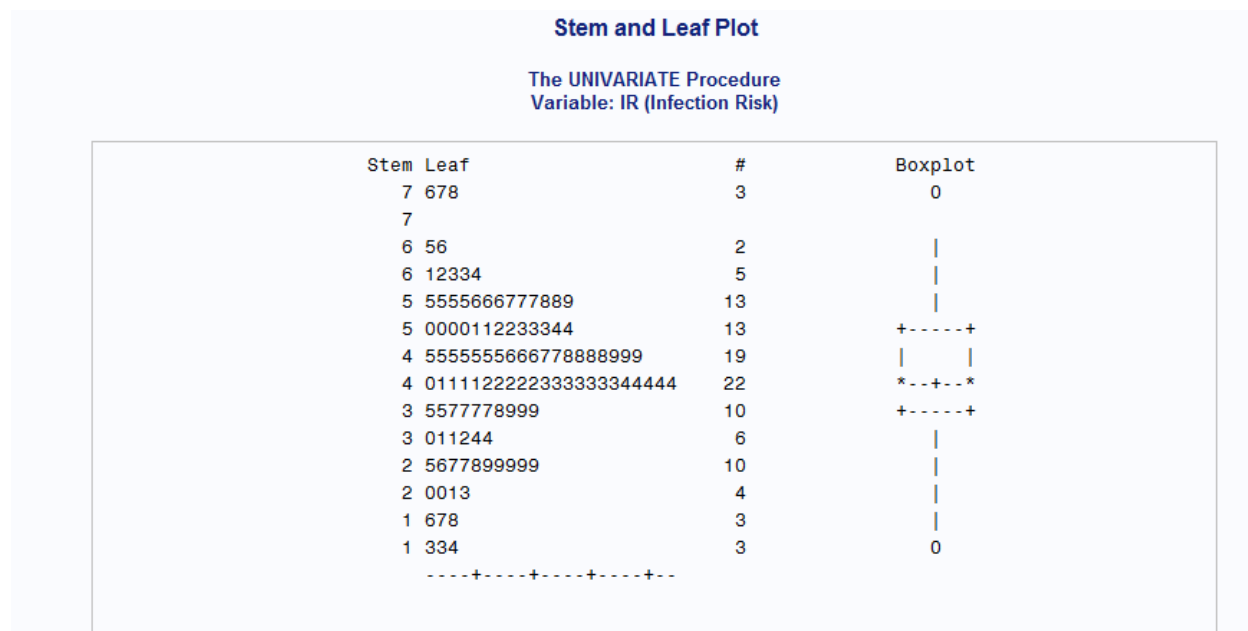 Stem and Leaf Plot
The UNIVARIATE Procedure
Variable: IR (Infection Risk)
Stem Leaf # Boxplot
7 678 3 0
7
6 56 2 |
6 12334 5 |
5 5555666777889 13 |
5 0000112233344 13 +-----+
4 5555555666778888999 19 | |
4 0111122222333333344444 22 *--+--*
3 5577778999 10 +-----+
3 011244 6 |
2 5677899999 10 |
2 0013 4 |
1 678 3 |
1 334 3 0
----+----+----+----+--